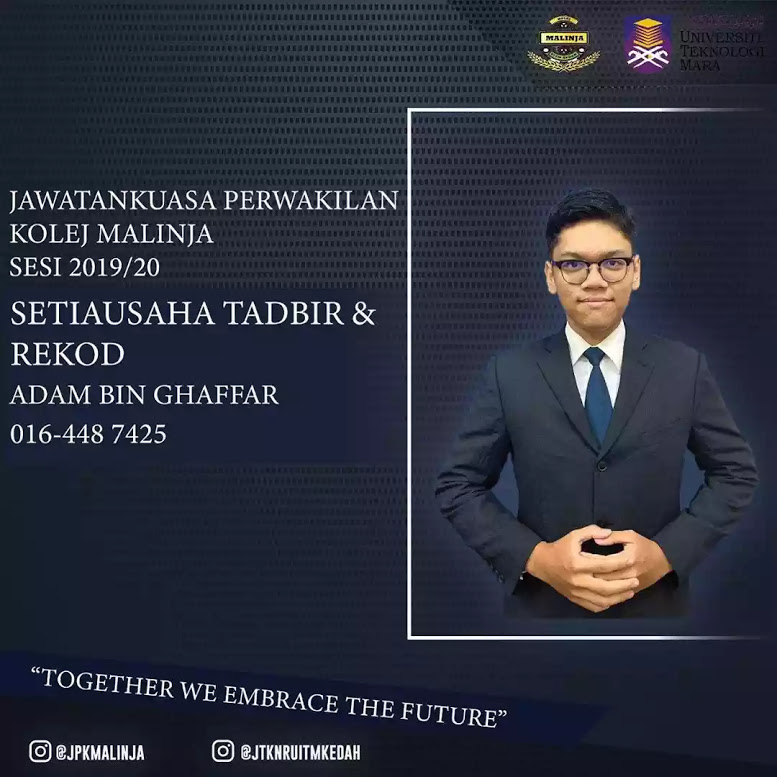 MALINJA
UNIVERSITI
TEKNOLOGI
MARA
JAWATANKUASA PERWAKILAN
KOLEJ MALINJA
SESI 2019/20
SETIAUSAHA TADBIR &
REKOD
ADAM BIN GHAFFAR
016-448 7425
“TOGETHER WE EMBRACE THE FUTURE”
@JPKMALINJA
@JTKNRUITMKEDAH